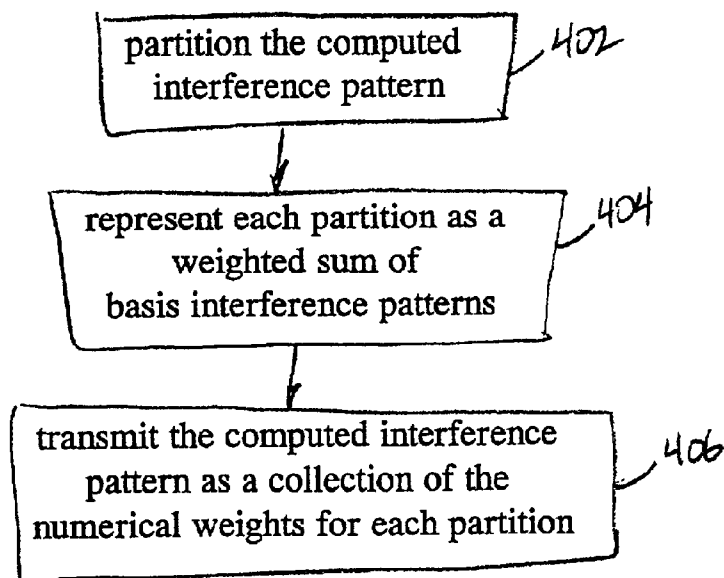 partition the computed
interference pattern
402
represent each partition as a
weighted sum of
basis interference patterns
404
transmit the computed interference
pattern as a collection of the
numerical weights for each partition
406